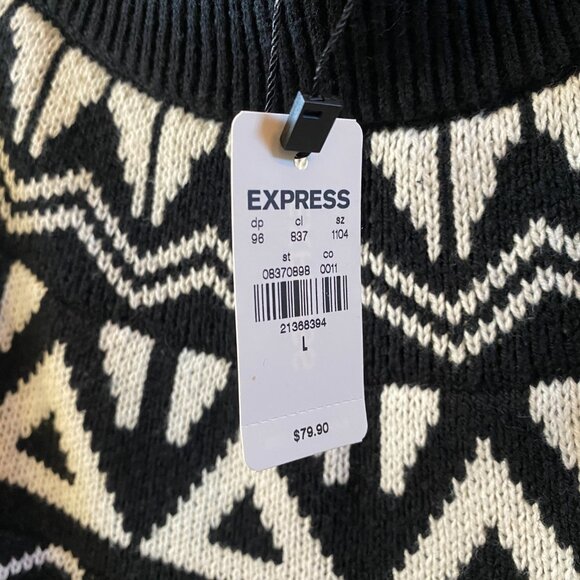 EXPRESS
dp cl sz
96 837 1104
st co
08370898 0011
21368394
L
$79.90